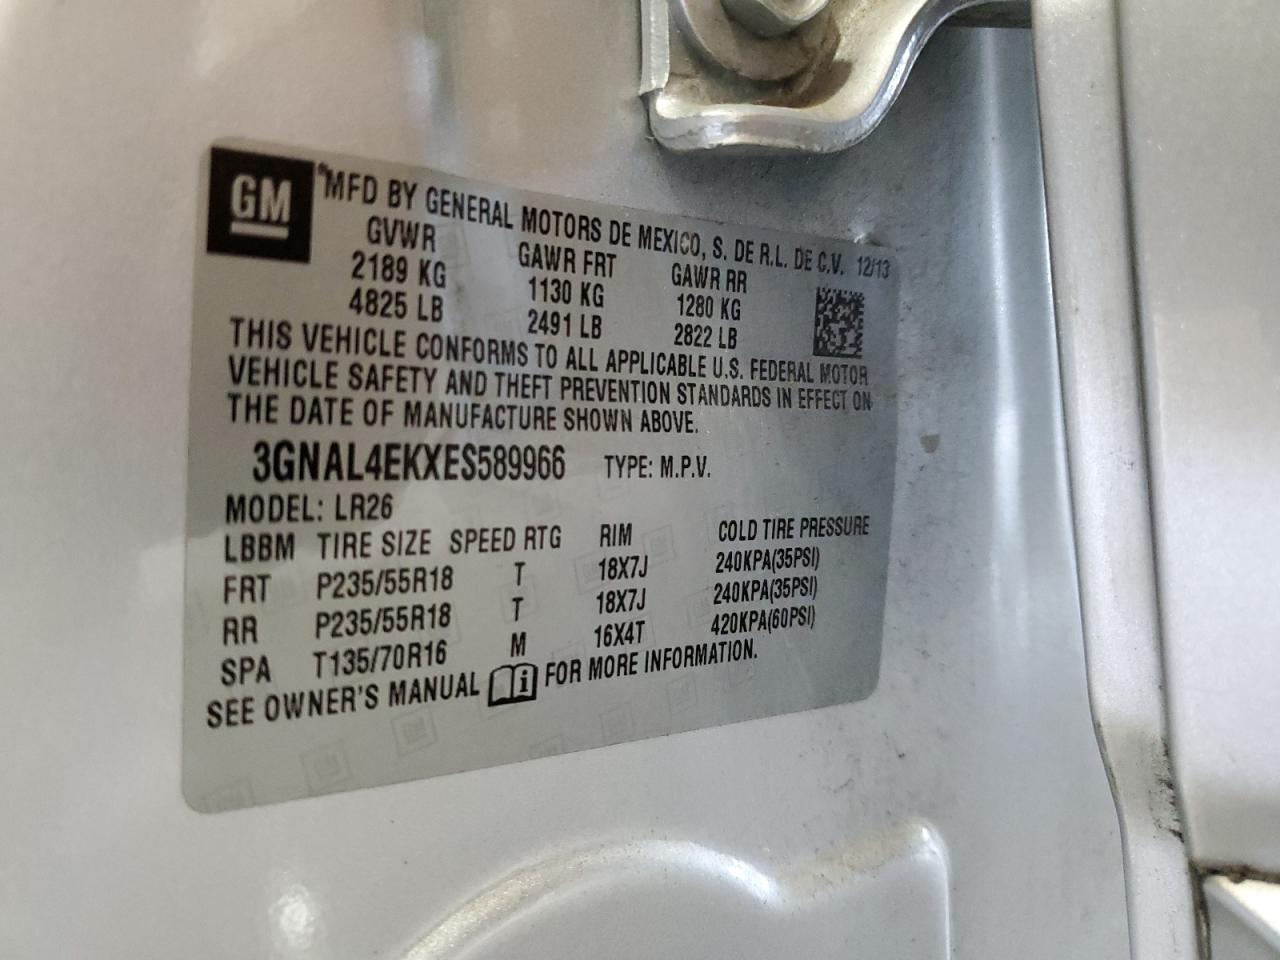 GM
*MFD BY GENERAL MOTORS DE MEXICO, S. DE R.L. DE C.V. 12/13
GVWR GAWR FRT GAWR RR
2189 KG 1130 KG 1280 KG
4825 LB 2491 LB 2822 LB
THIS VEHICLE CONFORMS TO ALL APPLICABLE U.S. FEDERAL MOTOR
VEHICLE SAFETY AND THEFT PREVENTION STANDARDS IN EFFECT ON
THE DATE OF MANUFACTURE SHOWN ABOVE.
3GNAL4EKXES589966 TYPE: M.P.V.
MODEL: LR26
LBBM TIRE SIZE SPEED RTG RIM COLD TIRE PRESSURE
FRT P235/55R18 T 18X7J 240KPA(35PSI)
RR P235/55R18 T 18X7J 240KPA(35PSI)
SPA T135/70R16 M 16X4T 420KPA(60PSI)
SEE OWNER'S MANUAL i FOR MORE INFORMATION.